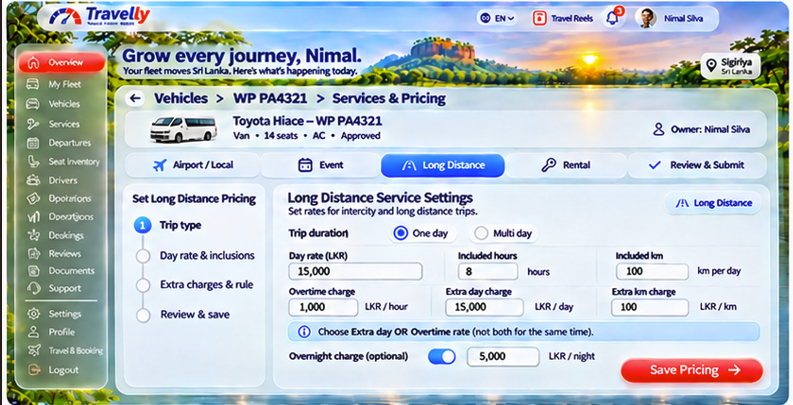 Travelly
EN
Travel Reels
3
Nimal Silva
Grow every journey, Nimal.
Your fleet moves Sri Lanka. Here's what's happening today.
Sigiriya
Sri Lanka
Overview
My Fleet
Vehicles
Services
Departures
Seat Inventory
Drivers
Reviews
Documents
Support
Settings
Profile
Travel & Booking
Logout
Vehicles > WP PA4321 > Services & Pricing
Toyota Hiace – WP PA4321
Van • 14 seats • AC • Approved
Owner: Nimal Silva
Airport / Local
Event
Long Distance
Rental
Review & Submit
Set Long Distance Pricing
1 Trip type
Day rate & inclusions
Extra charges & rule
Review & save
Long Distance Service Settings
Set rates for intercity and long distance trips.
Long Distance
Trip duration
One day
Multi day
Day rate (LKR)
15,000
Included hours
8 hours
Included km
100 km per day
Overtime charge
1,000 LKR / hour
Extra day charge
15,000 LKR / day
Extra km charge
100 LKR / km
Choose Extra day OR Overtime rate (not both for the same time).
Overnight charge (optional)
5,000 LKR / night
Save Pricing →